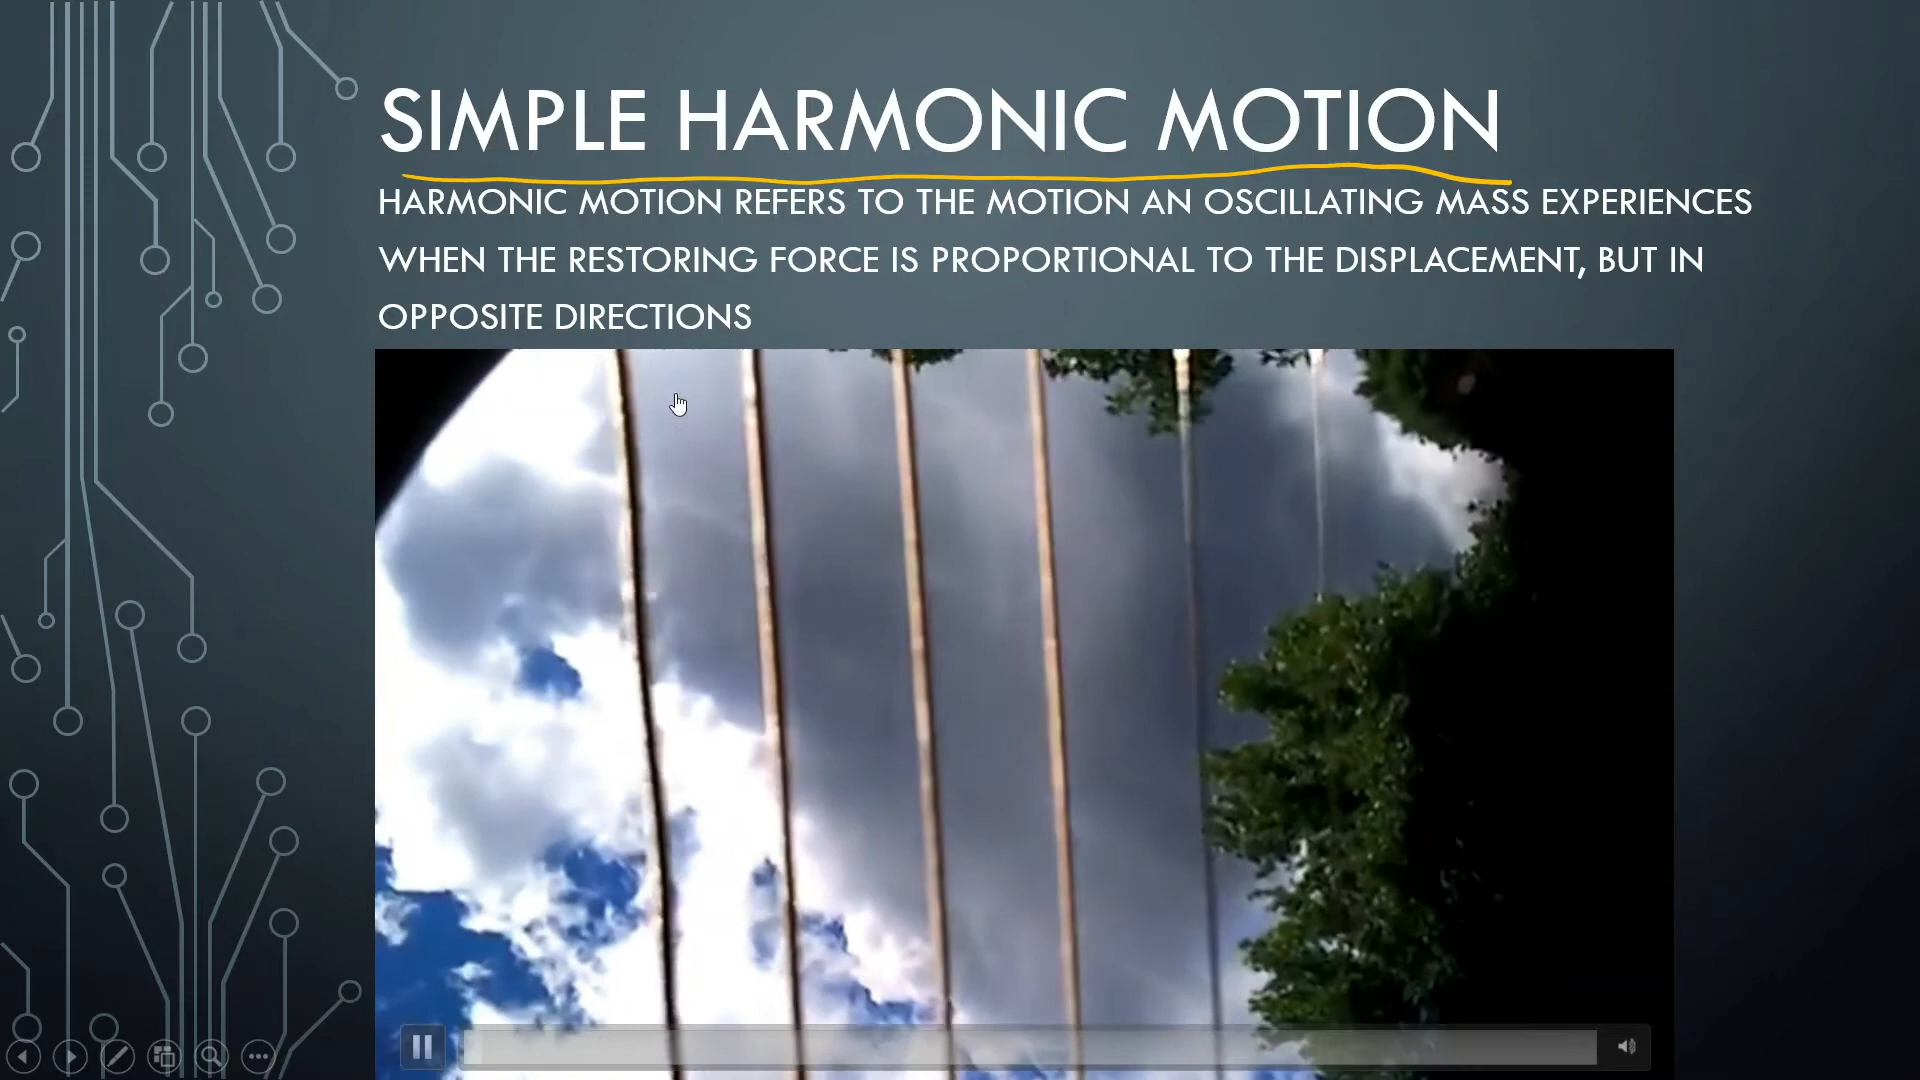 SIMPLE HARMONIC MOTION
HARMONIC MOTION REFERS TO THE MOTION AN OSCILLATING MASS EXPERIENCES
WHEN THE RESTORING FORCE IS PROPORTIONAL TO THE DISPLACEMENT, BUT IN
OPPOSITE DIRECTIONS